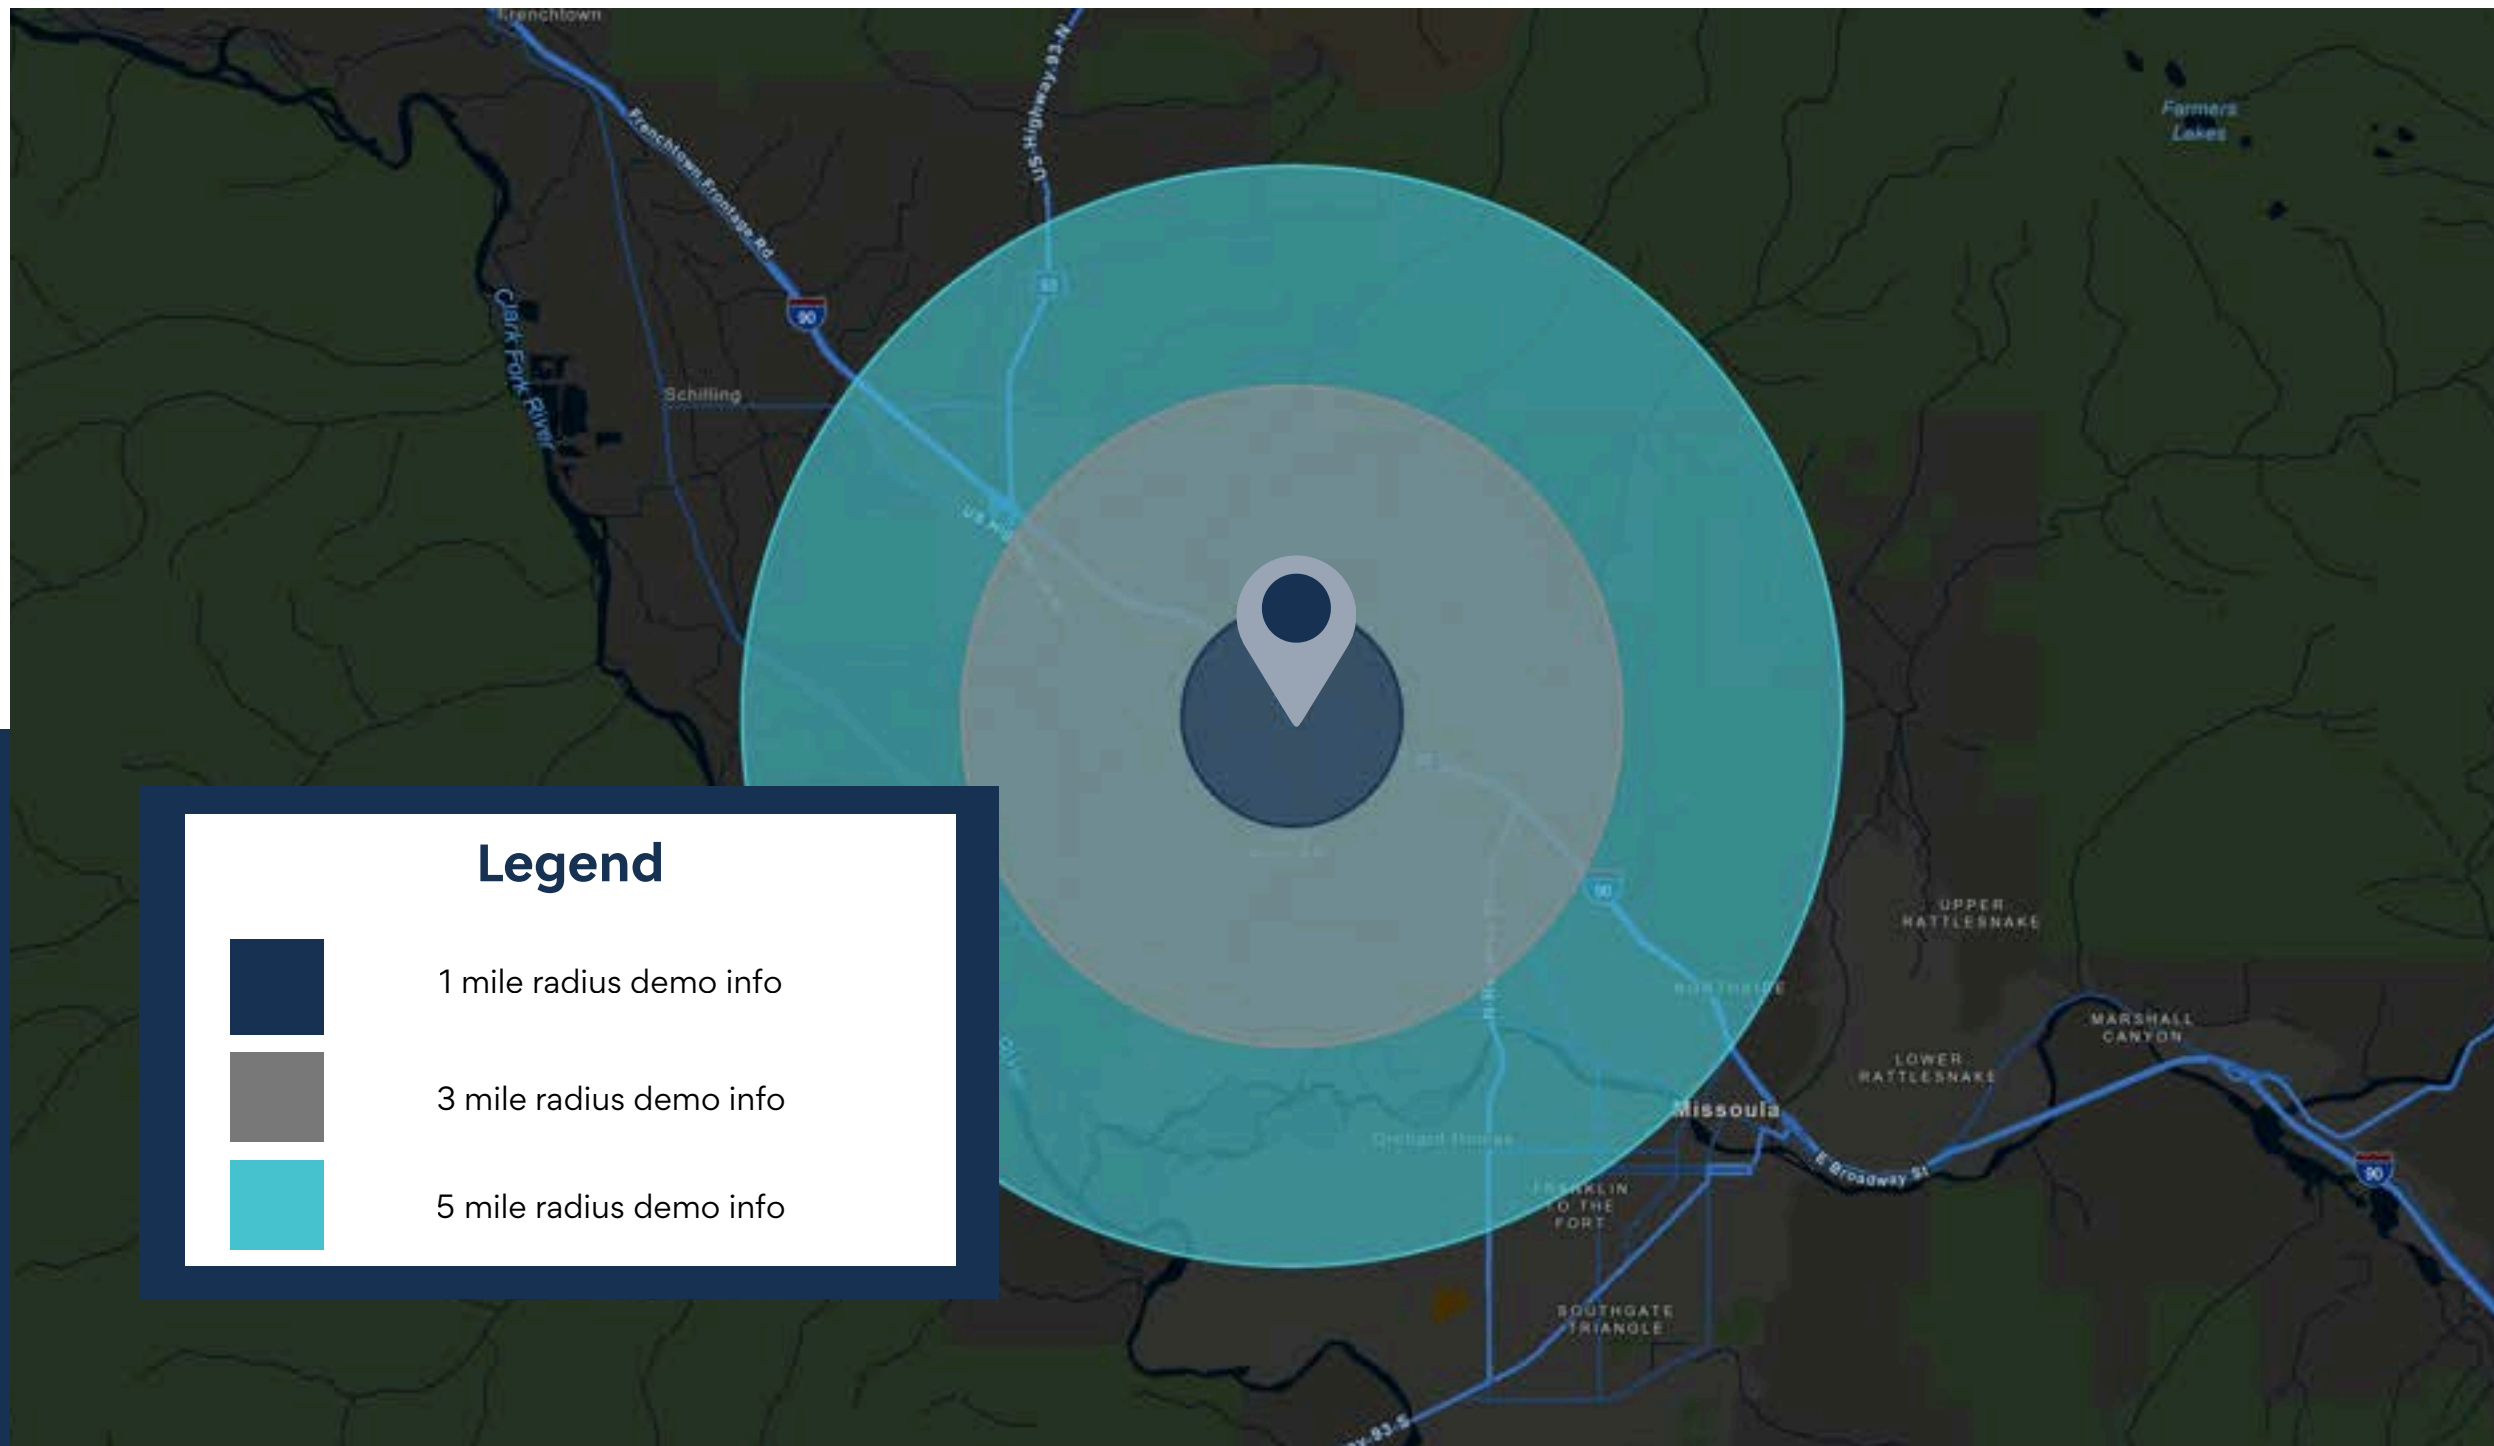 Frenchtown
US Highway 93 N
Farmers
Lakes
Frenchtown Frontage Rd
93
90
Clark Fork River
Schilling
90
UPPER
RATTLESNAKE
NORTHSIDE
MARSHALL
CANYON
LOWER
RATTLESNAKE
Missoula
Orchard Homes
E Broadway St
90
FRANKLIN
TO THE
FORT
SOUTHGATE
TRIANGLE
Legend
1 mile radius demo info
3 mile radius demo info
5 mile radius demo info